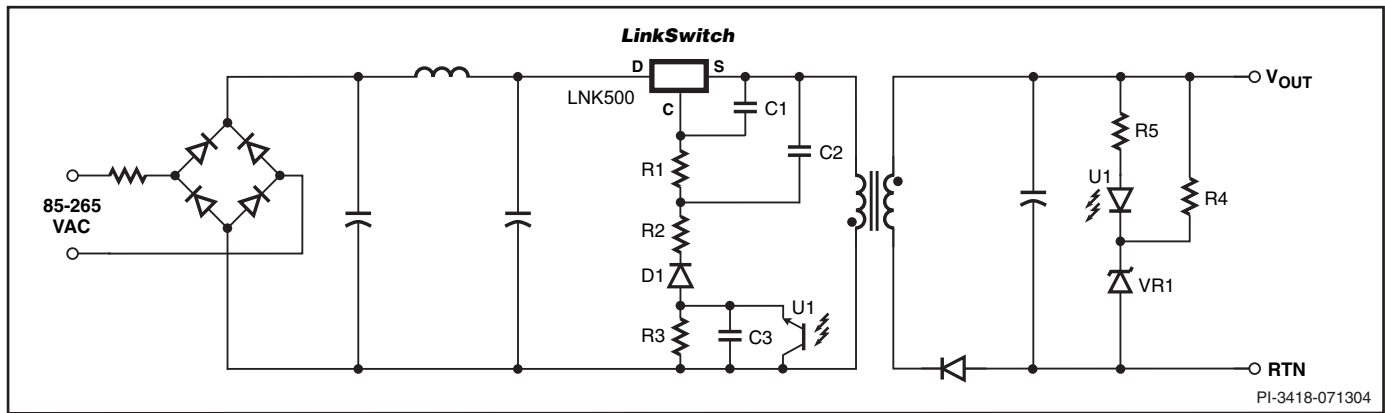 LinkSwitch
D
S
LNK500
C
C1
C2
R1
R2
D1
R3
C3
U1
85-265
VAC
VOUT
R5
U1
R4
VR1
RTN
PI-3418-071304